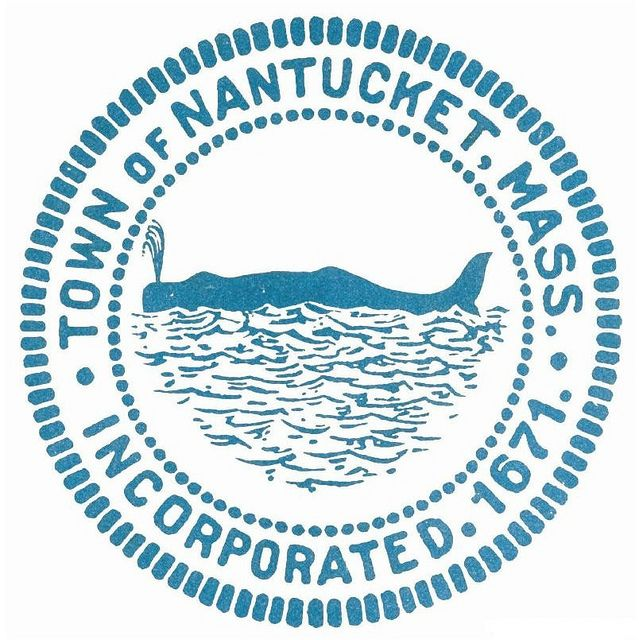 TOWN OF NANTUCKET, MASS.
INCORPORATED. 1671.